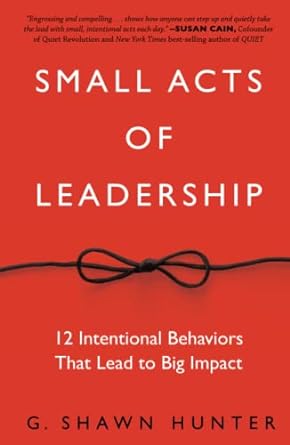 "Engrossing and compelling . . . shows how anyone can step up and quietly take
the lead with small, intentional acts each day." —SUSAN CAIN, Cofounder
of Quiet Revolution and New York Times best-selling author of QUIET
SMALL ACTS
OF
LEADERSHIP
12 Intentional Behaviors
That Lead to Big Impact
G. SHAWN HUNTER